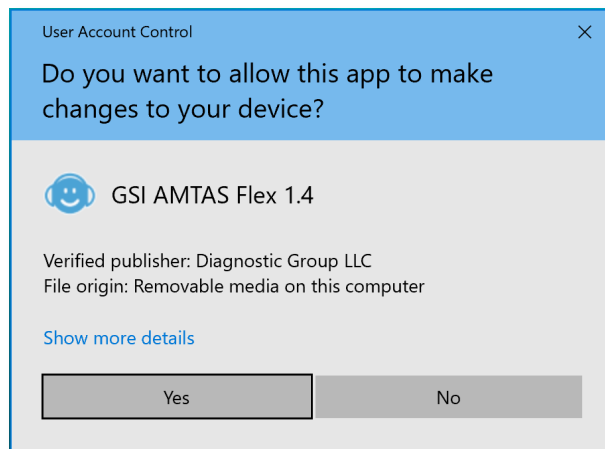 User Account Control
Do you want to allow this app to make
changes to your device?
GSI AMTAS Flex 1.4
Verified publisher: Diagnostic Group LLC
File origin: Removable media on this computer
Show more details
Yes
No